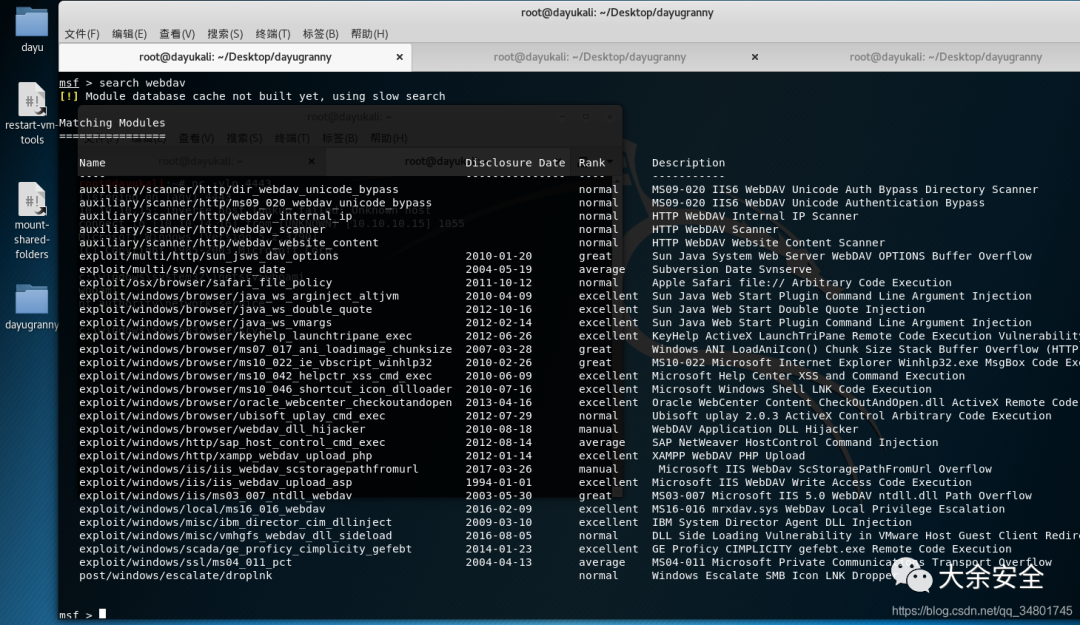 root@dayukali: ~/Desktop/dayugranny
文件(F) 编辑(E) 查看(V) 搜索(S) 终端(T) 标签(B) 帮助(H)
root@dayukali: ~/Desktop/dayugranny × root@dayukali: ~/Desktop/dayugranny × root@dayukali: ~/Desktop/dayugranny
dayu
restart-vm-tools
mount-shared-folders
dayugranny
msf > search webdav
[!] Module database cache not built yet, using slow search
Matching Modules
================
Name Disclosure Date Rank Description
---- --------------- ---- -----------
auxiliary/scanner/http/dir_webdav_unicode_bypass normal MS09-020 IIS6 WebDAV Unicode Auth Bypass Directory Scanner
auxiliary/scanner/http/ms09_020_webdav_unicode_bypass normal MS09-020 IIS6 WebDAV Unicode Authentication Bypass
auxiliary/scanner/http/webdav_internal_ip normal HTTP WebDAV Internal IP Scanner
auxiliary/scanner/http/webdav_scanner normal HTTP WebDAV Scanner
auxiliary/scanner/http/webdav_website_content normal HTTP WebDAV Website Content Scanner
exploit/multi/http/sun_jsws_dav_options 2010-01-20 great Sun Java System Web Server WebDAV OPTIONS Buffer Overflow
exploit/multi/svn/svnserve_date 2004-05-19 average Subversion Date Svnserve
exploit/osx/browser/safari_file_policy 2011-10-12 normal Apple Safari file:// Arbitrary Code Execution
exploit/windows/browser/java_ws_arginject_altjvm 2010-04-09 excellent Sun Java Web Start Plugin Command Line Argument Injection
exploit/windows/browser/java_ws_double_quote 2012-10-16 excellent Sun Java Web Start Double Quote Injection
exploit/windows/browser/java_ws_vmargs 2012-02-14 excellent Sun Java Web Start Plugin Command Line Argument Injection
exploit/windows/browser/keyhelp_launchtripane_exec 2012-06-26 excellent KeyHelp ActiveX LaunchTriPane Remote Code Execution Vulnerability
exploit/windows/browser/ms07_017_ani_loadimage_chunksize 2007-03-28 great Windows ANI LoadAniIcon() Chunk Size Stack Buffer Overflow (HTTP
exploit/windows/browser/ms10_022_ie_vbscript_winhlp32 2010-02-26 great MS10-022 Microsoft Internet Explorer Winhlp32.exe MsgBox Code Exe
exploit/windows/browser/ms10_042_helpctr_xss_cmd_exec 2010-06-09 excellent Microsoft Help Center XSS and Command Execution
exploit/windows/browser/ms10_046_shortcut_icon_dllloader 2010-07-16 excellent Microsoft Windows Shell LNK Code Execution
exploit/windows/browser/oracle_webcenter_checkoutandopen 2013-04-16 excellent Oracle WebCenter Content CheckOutAndOpen.dll ActiveX Remote Code
exploit/windows/browser/ubisoft_uplay_cmd_exec 2012-07-29 normal Ubisoft uplay 2.0.3 ActiveX Control Arbitrary Code Execution
exploit/windows/browser/webdav_dll_hijacker 2010-08-18 manual WebDAV Application DLL Hijacker
exploit/windows/http/sap_host_control_cmd_exec 2012-08-14 average SAP NetWeaver HostControl Command Injection
exploit/windows/http/xampp_webdav_upload_php 2012-01-14 excellent XAMPP WebDAV PHP Upload
exploit/windows/iis/iis_webdav_scstoragepathfromurl 2017-03-26 manual Microsoft IIS WebDav ScStoragePathFromUrl Overflow
exploit/windows/iis/iis_webdav_upload_asp 1994-01-01 excellent Microsoft IIS WebDAV Write Access Code Execution
exploit/windows/iis/ms03_007_ntdll_webdav 2003-05-30 great MS03-007 Microsoft IIS 5.0 WebDAV ntdll.dll Path Overflow
exploit/windows/local/ms16_016_webdav 2016-02-09 excellent MS16-016 mrxdav.sys WebDav Local Privilege Escalation
exploit/windows/misc/ibm_director_cim_dllinject 2009-03-10 excellent IBM System Director Agent DLL Injection
exploit/windows/misc/vmhgfs_webdav_dll_sideload 2016-08-05 normal DLL Side Loading Vulnerability in VMware Host Guest Client Redire
exploit/windows/scada/ge_proficy_cimplicity_gefebt 2014-01-23 excellent GE Proficy CIMPLICITY gefebt.exe Remote Code Execution
exploit/windows/ssl/ms04_011_pct 2004-04-13 average MS04-011 Microsoft Private Communications Transport Overflow
post/windows/escalate/droplnk normal Windows Escalate SMB Icon LNK Dropper
msf >
大余安全
https://blog.csdn.net/qq_34801745